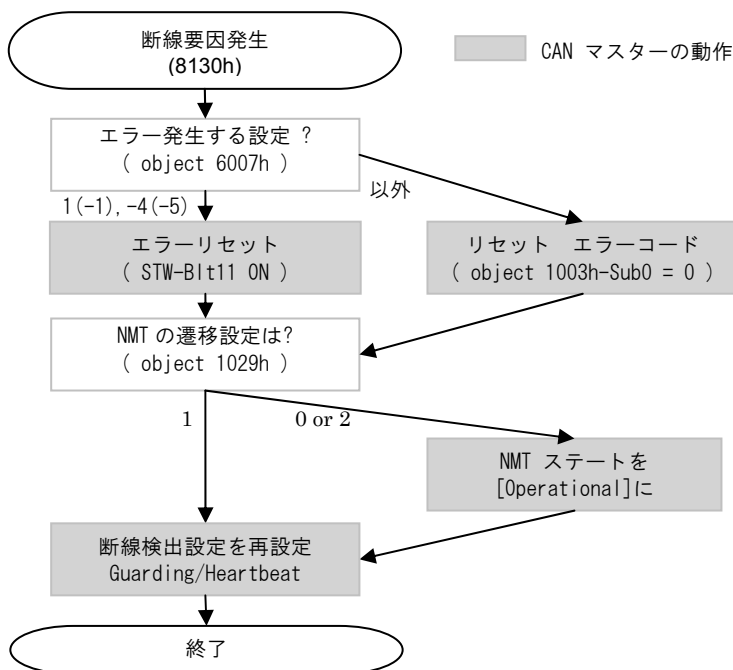 断線要因発生
(8130h)
CAN マスターの動作
エラー発生する設定 ?
( object 6007h )
以外
1(-1), -4(-5)
エラーリセット
( STW-BIt11 ON )
リセット エラーコード
( object 1003h-Sub0 = 0 )
NMT の遷移設定は?
( object 1029h )
1
0 or 2
NMT ステートを
[Operational]に
断線検出設定を再設定
Guarding/Heartbeat
終了